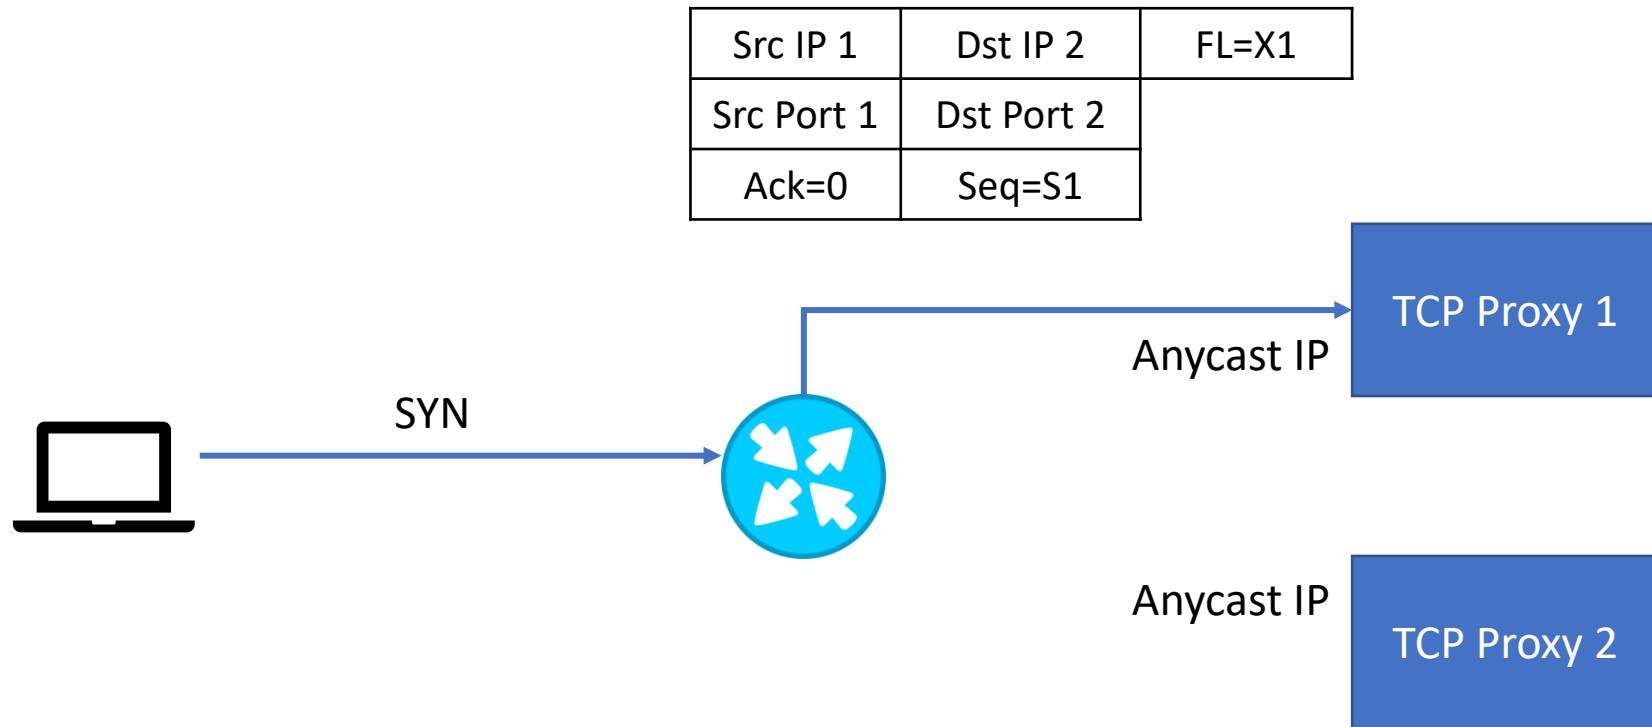 Src IP 1 Dst IP 2 FL=X1
Src Port 1 Dst Port 2
Ack=0 Seq=S1
TCP Proxy 1
Anycast IP
SYN
Anycast IP
TCP Proxy 2